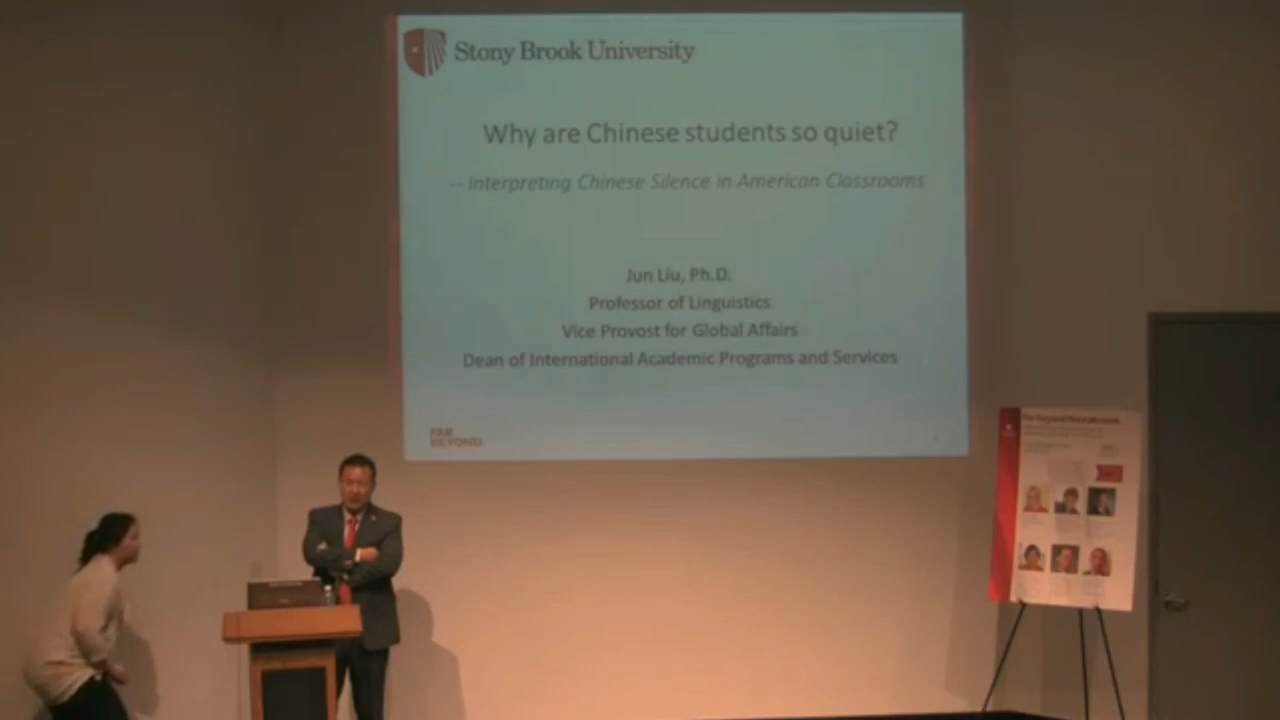 Stony Brook University
Why are Chinese students so quiet?
-- Interpreting Chinese Silence in American Classrooms
Jun Liu, Ph.D.
Professor of Linguistics
Vice Provost for Global Affairs
Dean of International Academic Programs and Services
FAR
BEYOND